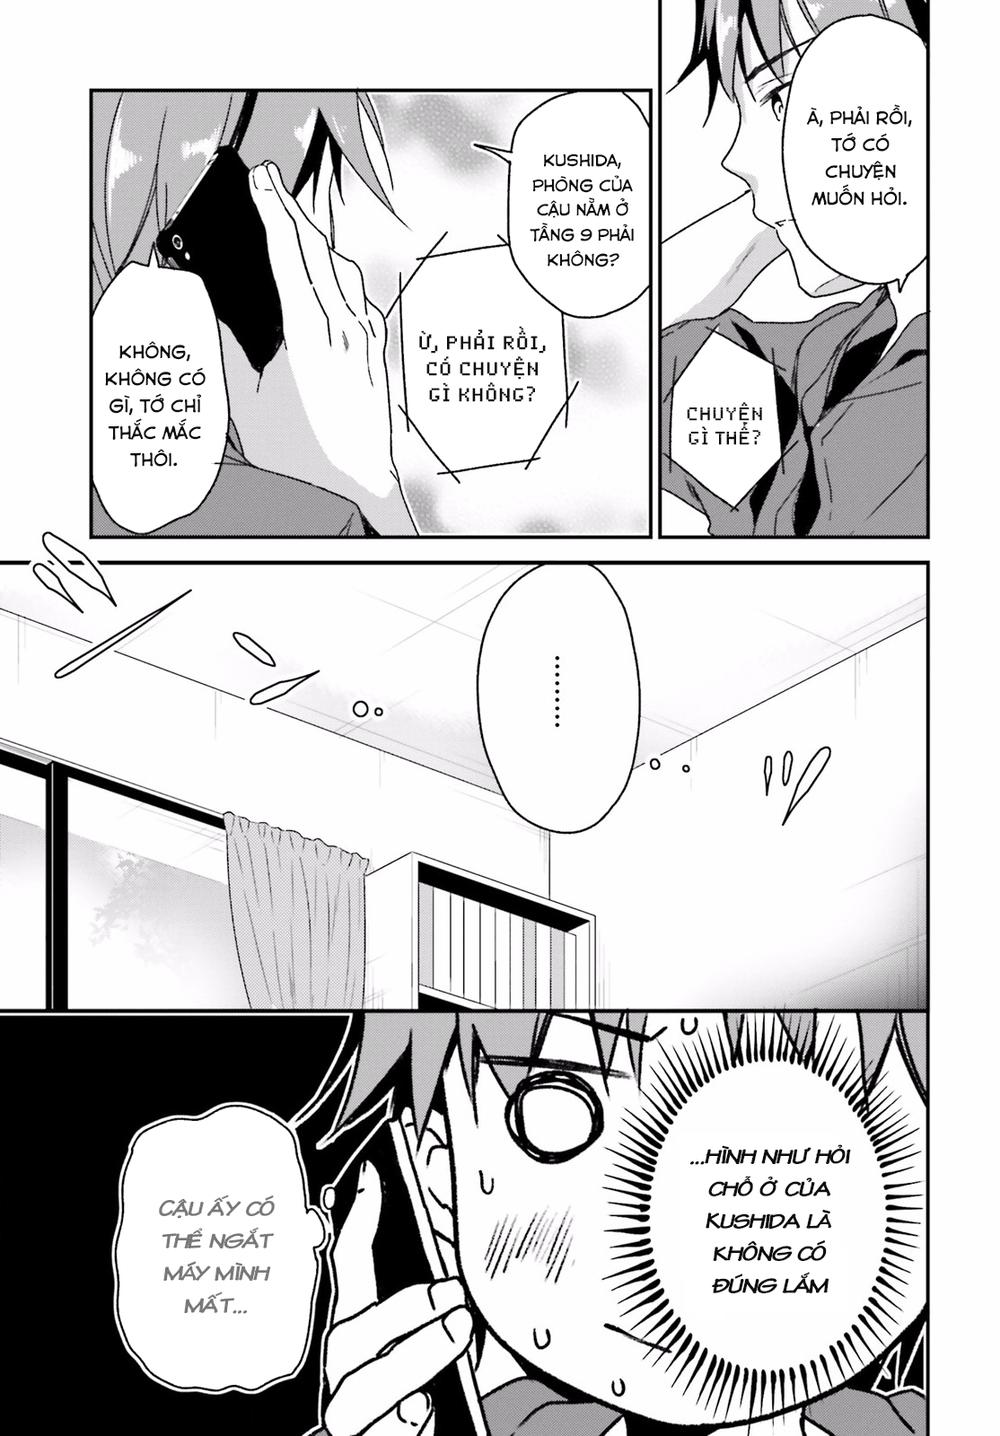 À, PHẢI RỒI,
TỚ CÓ
CHUYỆN
MUỐN HỎI.
CHUYỆN
GÌ THẾ?
KUSHIDA,
PHÒNG CỦA
CẬU NẰM Ở
TẦNG 9 PHẢI
KHÔNG?
Ừ, PHẢI RỒI,
CÓ CHUYỆN
GÌ KHÔNG?
KHÔNG,
KHÔNG CÓ
GÌ, TỚ CHỈ
THẮC MẮC
THÔI.
.........
...HÌNH NHƯ HỎI
CHỖ Ở CỦA
KUSHIDA LÀ
KHÔNG CÓ
ĐÚNG LẮM
CẬU ẤY CÓ
THỂ NGẮT
MÁY MÌNH
MẤT...